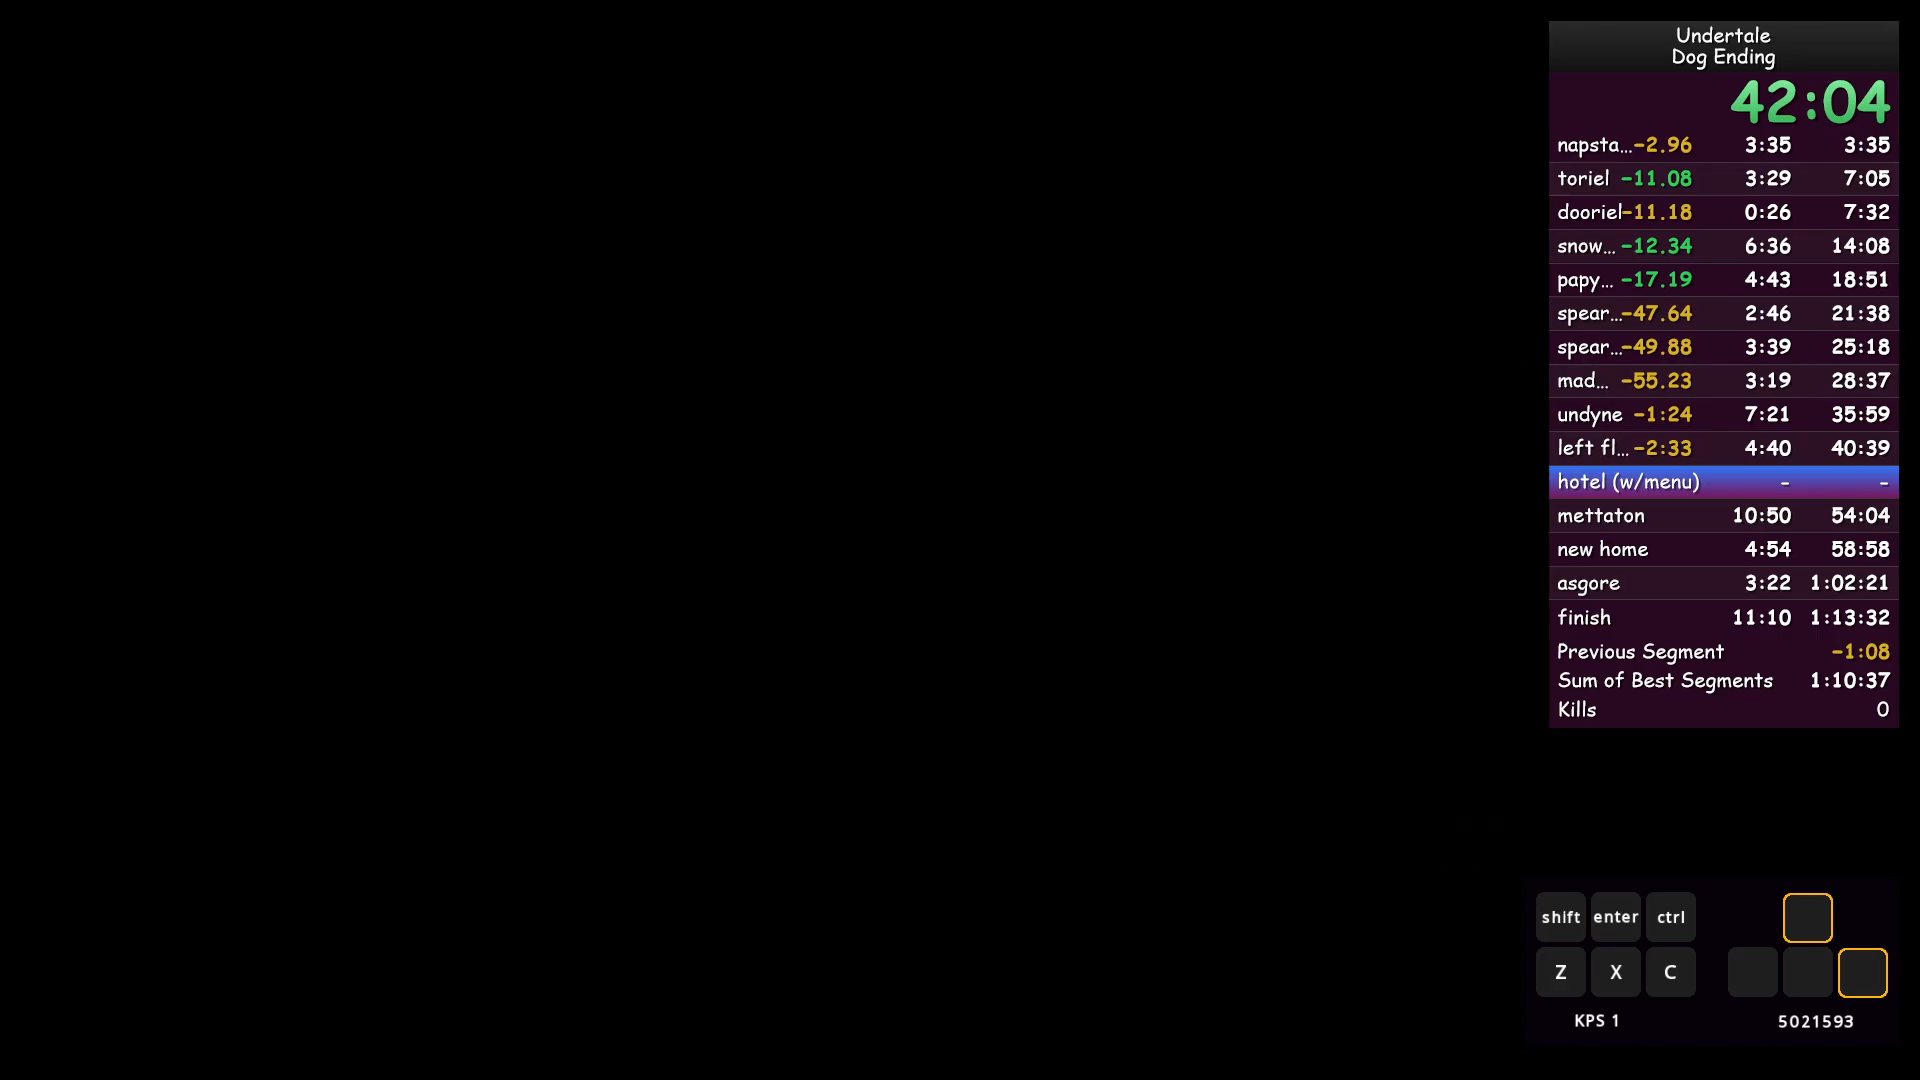 Undertale
Dog Ending
42:04
napsta... -2.96 3:35 3:35
toriel -11.08 3:29 7:05
dooriel -11.18 0:26 7:32
snow... -12.34 6:36 14:08
papy... -17.19 4:43 18:51
spear... -47.64 2:46 21:38
spear... -49.88 3:39 25:18
mad... -55.23 3:19 28:37
undyne -1:24 7:21 35:59
left fl... -2:33 4:40 40:39
hotel (w/menu) - -
mettaton 10:50 54:04
new home 4:54 58:58
asgore 3:22 1:02:21
finish 11:10 1:13:32
Previous Segment -1:08
Sum of Best Segments 1:10:37
Kills 0
shift enter ctrl
Z X C
KPS 1 5021593